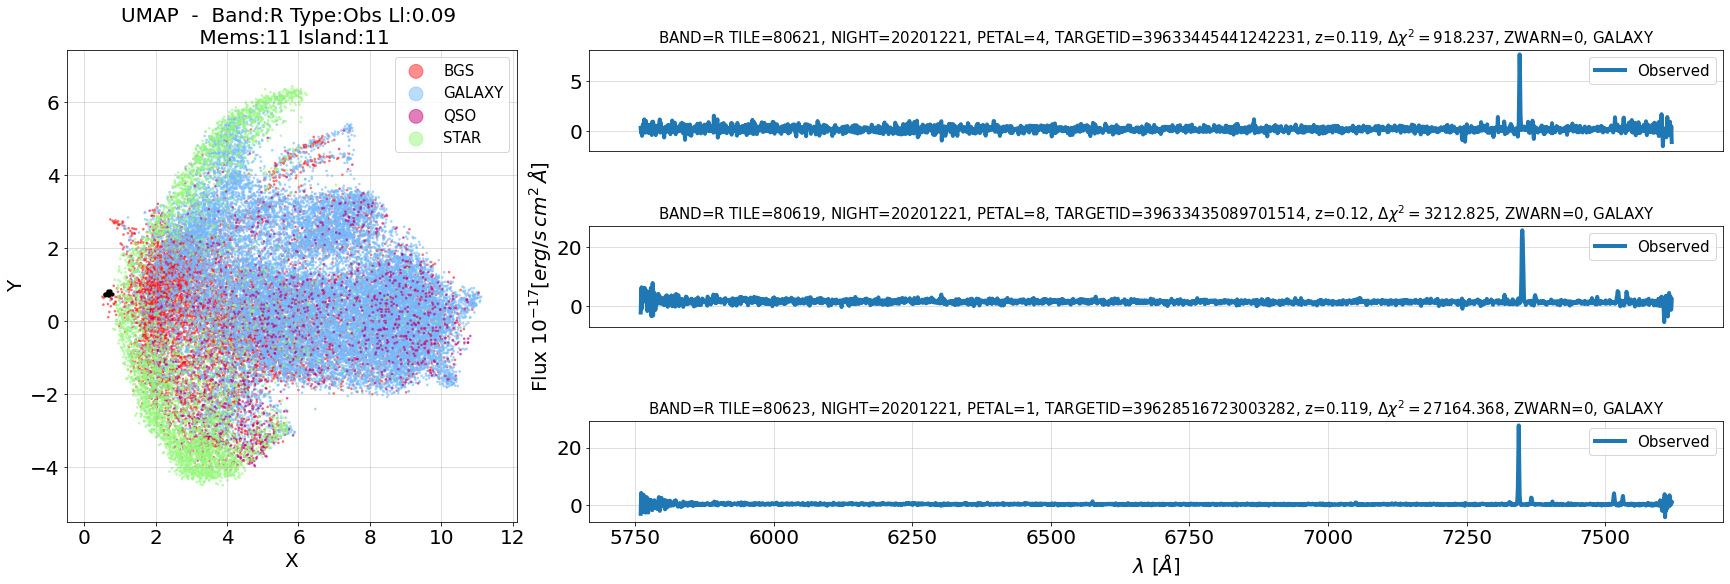 UMAP - Band:R Type:Obs Ll:0.09
Mems:11 Island:11
BGS
GALAXY
QSO
STAR
6
4
2
0
−2
−4
Y
0 2 4 6 8 10 12
X
Flux 10⁻¹⁷[erg/s cm² Å]
BAND=R TILE=80621, NIGHT=20201221, PETAL=4, TARGETID=39633445441242231, z=0.119, Δχ² = 918.237, ZWARN=0, GALAXY
Observed
5
0
BAND=R TILE=80619, NIGHT=20201221, PETAL=8, TARGETID=39633435089701514, z=0.12, Δχ² = 3212.825, ZWARN=0, GALAXY
Observed
20
0
BAND=R TILE=80623, NIGHT=20201221, PETAL=1, TARGETID=39628516723003282, z=0.119, Δχ² = 27164.368, ZWARN=0, GALAXY
Observed
20
0
5750 6000 6250 6500 6750 7000 7250 7500
λ [Å]